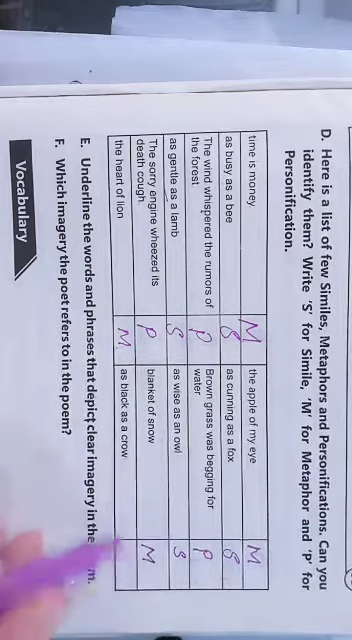 D. Here is a list of few Similes, Metaphors and Personifications. Can you
identify them? Write 'S' for Simile, 'M' for Metaphor and 'P' for
Personification.
time is money M the apple of my eye M
as busy as a bee S as cunning as a fox S
The wind whispered the rumors of P Brown grass was begging for P
the forest water
as gentle as a lamb S as wise as an owl S
The sorry engine wheezed its P blanket of snow M
death cough
the heart of lion M as black as a crow
E. Underline the words and phrases that depict clear imagery in the
F. Which imagery the poet refers to in the poem?
Vocabulary